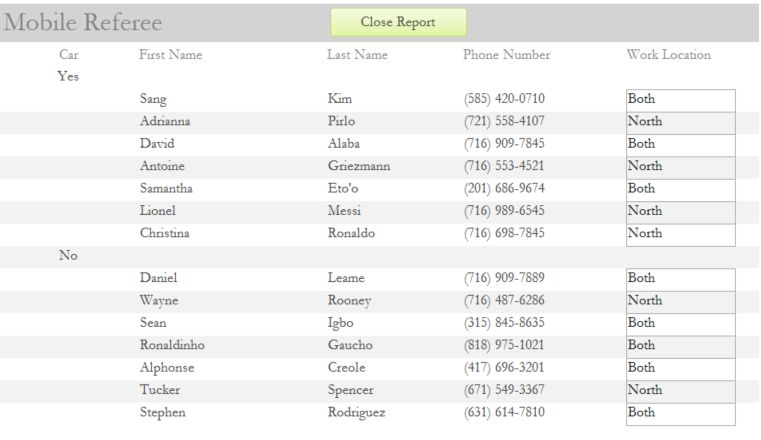 Mobile Referee Close Report
Car First Name Last Name Phone Number Work Location
Yes
Sang Kim (585) 420-0710 Both
Adrianna Pirlo (721) 558-4107 North
David Alaba (716) 909-7845 Both
Antoine Griezmann (716) 553-4521 North
Samantha Eto'o (201) 686-9674 Both
Lionel Messi (716) 989-6545 North
Christina Ronaldo (716) 698-7845 North
No
Daniel Leame (716) 909-7889 Both
Wayne Rooney (716) 487-6286 North
Sean Igbo (315) 845-8635 Both
Ronaldinho Gaucho (818) 975-1021 Both
Alphonse Creole (417) 696-3201 Both
Tucker Spencer (671) 549-3367 North
Stephen Rodriguez (631) 614-7810 Both